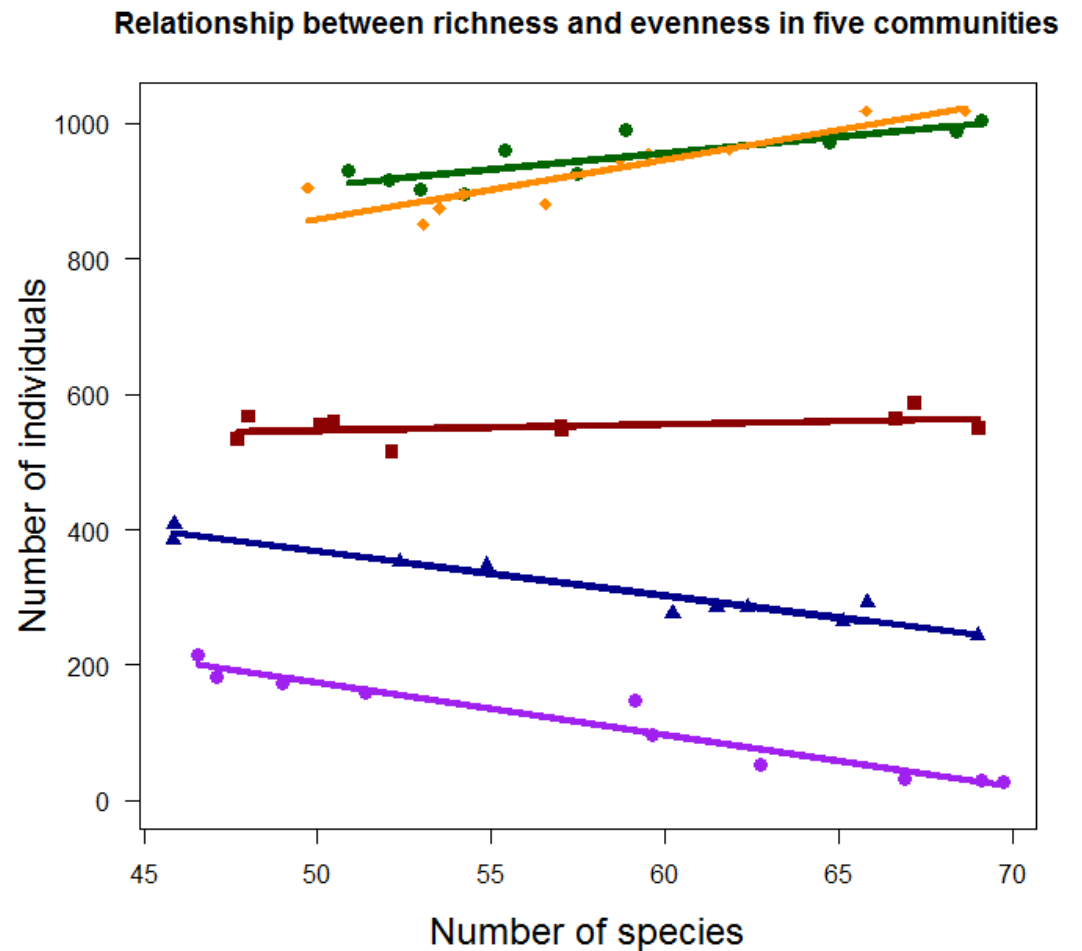 Relationship between richness and evenness in five communities
Number of individuals
1000
800
600
400
200
0
45 50 55 60 65 70
Number of species